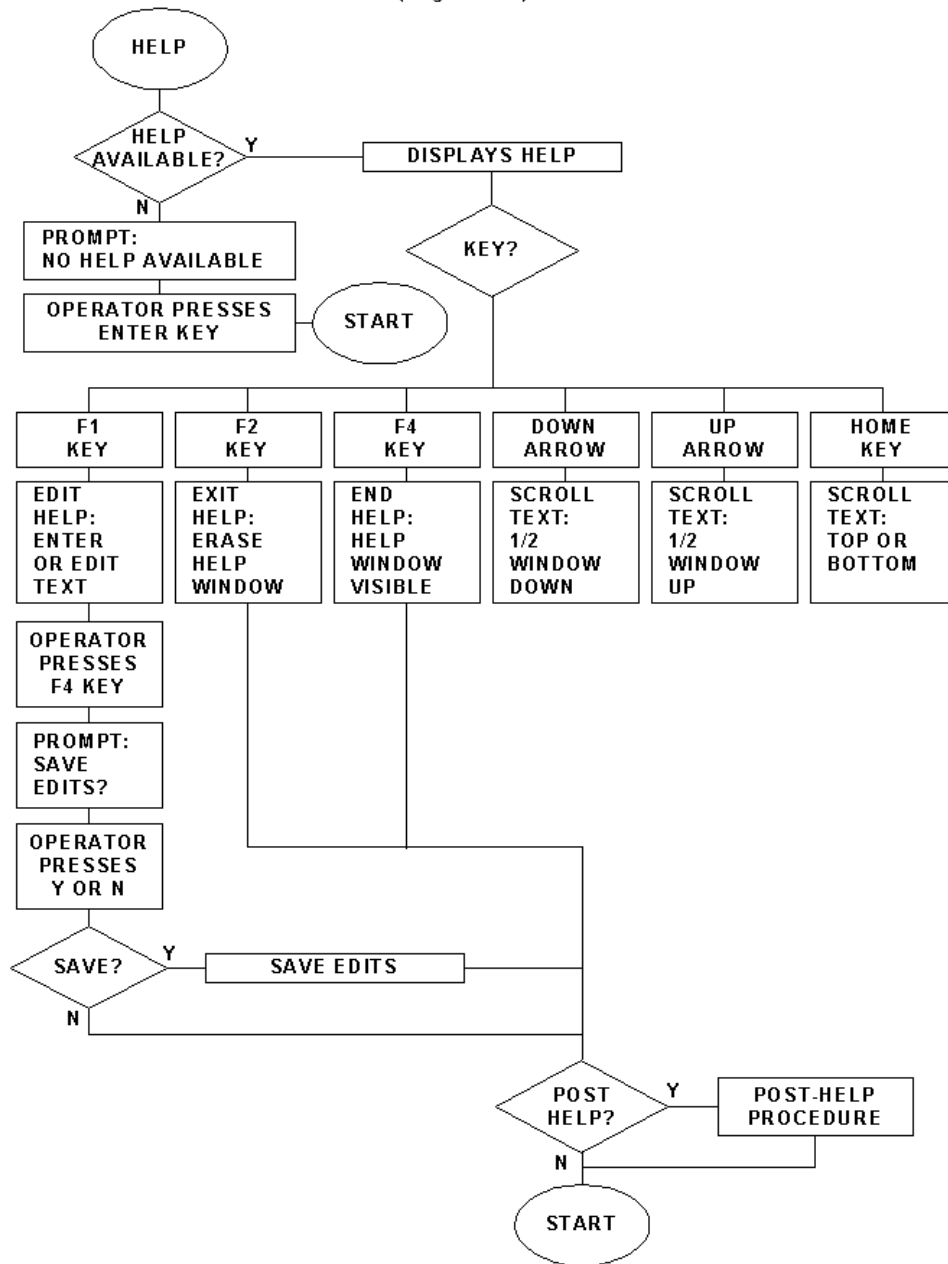 HELP
HELP
AVAILABLE?
Y
DISPLAYS HELP
N
PROMPT:
NO HELP AVAILABLE
KEY?
OPERATOR PRESSES
ENTER KEY
START
F1
KEY
F2
KEY
F4
KEY
DOWN
ARROW
UP
ARROW
HOME
KEY
EDIT
HELP:
ENTER
OR EDIT
TEXT
EXIT
HELP:
ERASE
HELP
WINDOW
END
HELP:
HELP
WINDOW
VISIBLE
SCROLL
TEXT:
1/2
WINDOW
DOWN
SCROLL
TEXT:
1/2
WINDOW
UP
SCROLL
TEXT:
TOP OR
BOTTOM
OPERATOR
PRESSES
F4 KEY
PROMPT:
SAVE
EDITS?
OPERATOR
PRESSES
Y OR N
SAVE?
Y
SAVE EDITS
N
POST
HELP?
Y
POST-HELP
PROCEDURE
N
START